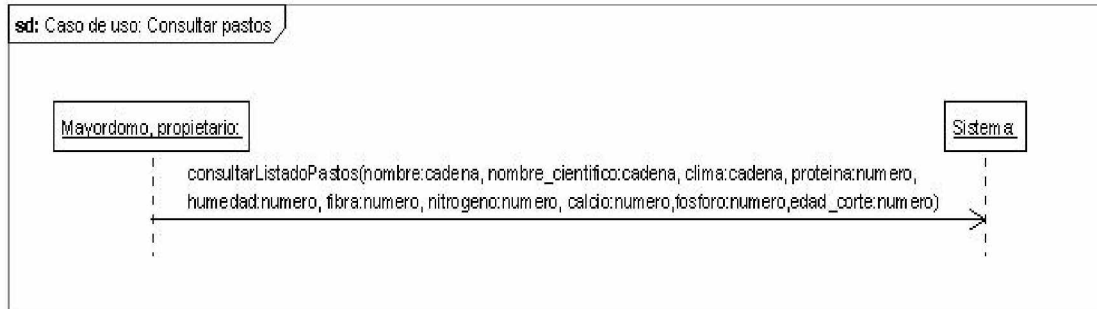 sd: Caso de uso: Consultar pastos
Mayordomo, propietario:
Sistema:
consultarListadoPastos(nombre:cadena, nombre_cientifico:cadena, clima:cadena, proteina:numero,
humedad:numero, fibra:numero, nitrogeno:numero, calcio:numero,fosforo:numero,edad_corte:numero)